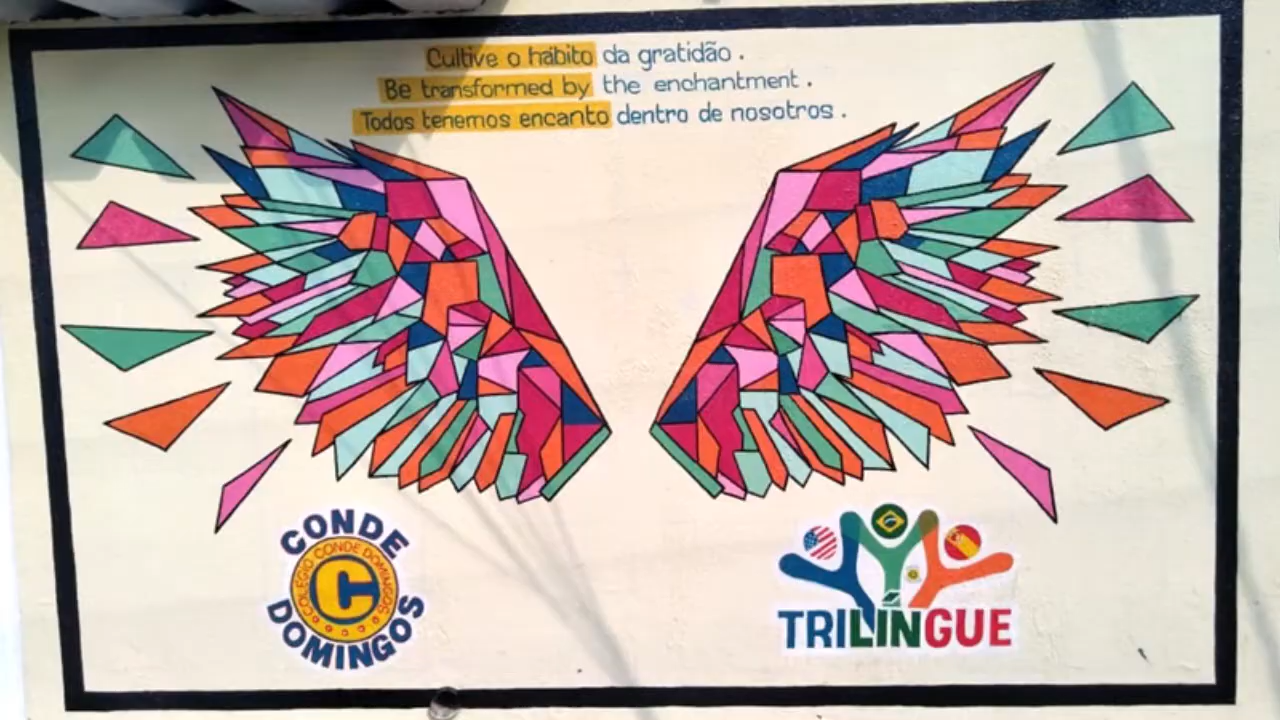 Cultive o hábito da gratidão.
Be transformed by the enchantment.
Todos tenemos encanto dentro de nosotros.
CONDE
COLÉGIO CONDE DOMINGOS
C
DOMINGOS
TRILINGUE